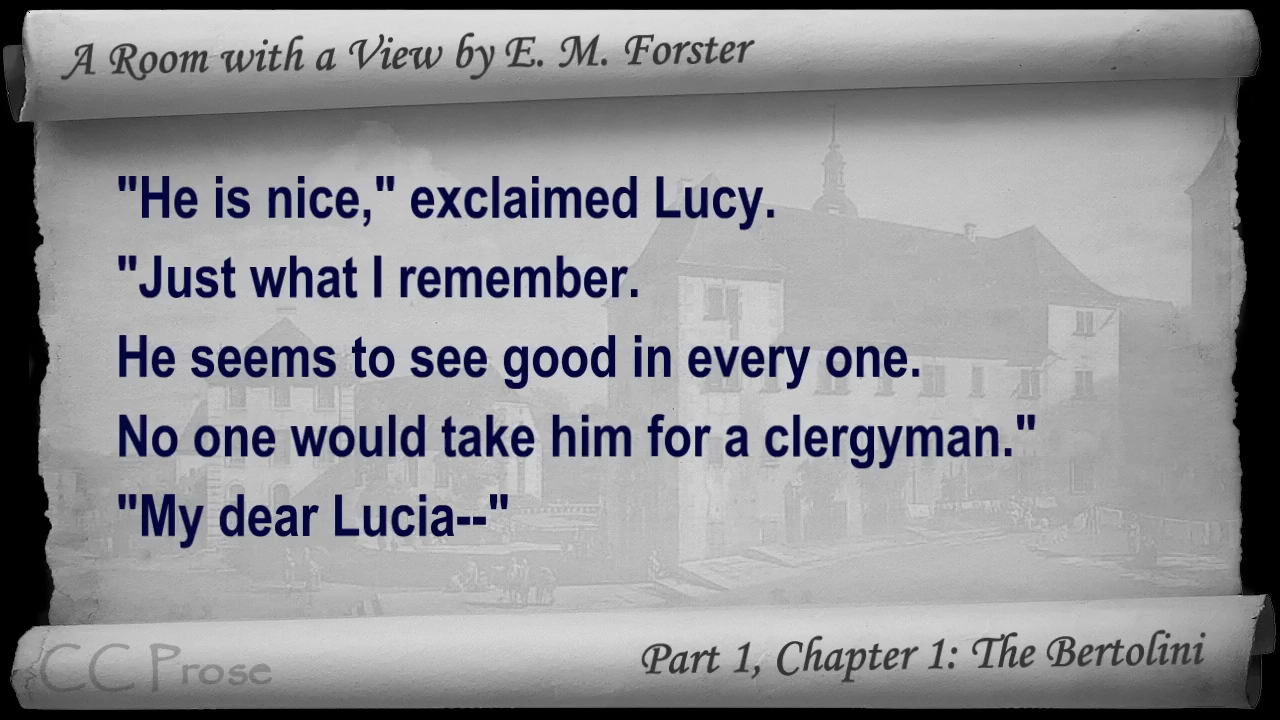 A Room with a View by E. M. Forster
"He is nice," exclaimed Lucy.
"Just what I remember.
He seems to see good in every one.
No one would take him for a clergyman."
"My dear Lucia--"
CC Prose
Part 1, Chapter 1: The Bertolini